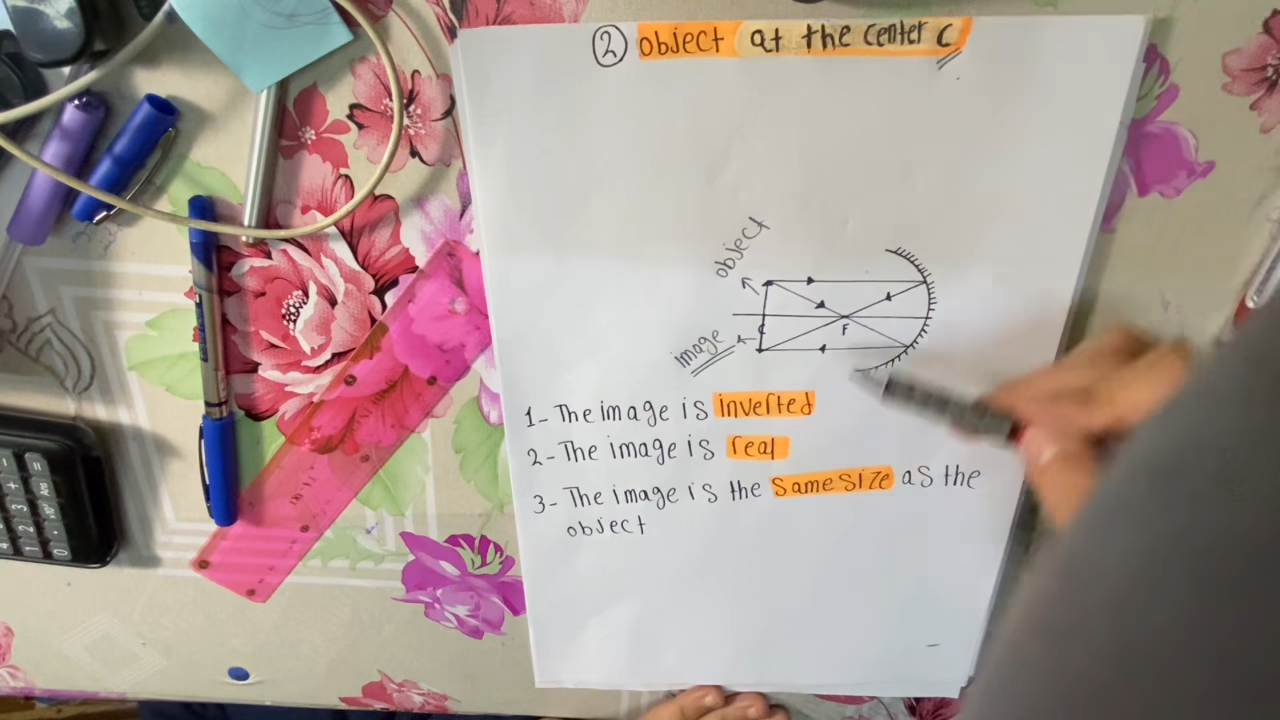 ② object at the center C
object
C
F
image
1- The image is inverted
2- The image is real
3- The image is the same size as the
object